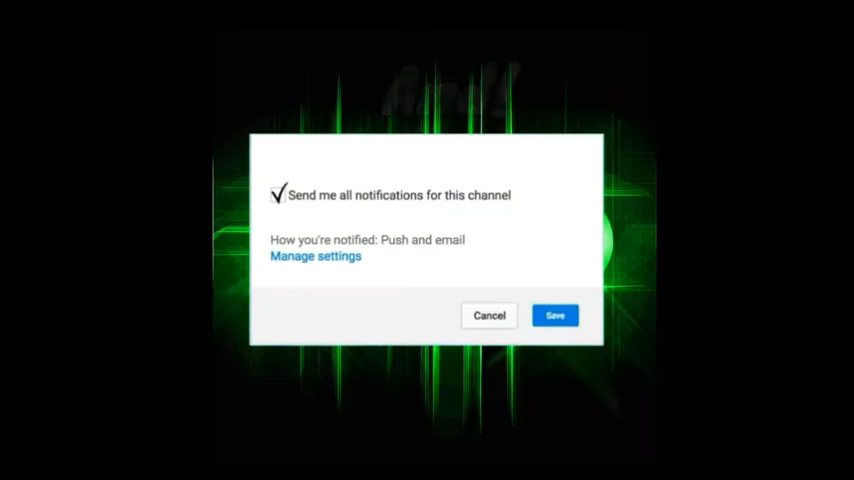 Send me all notifications for this channel
How you're notified: Push and email
Manage settings
Cancel
Save